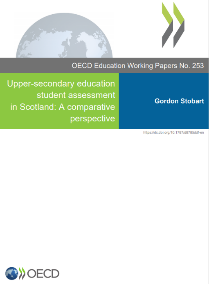 OECD Education Working Papers No. 253
Upper-secondary education
student assessment
in Scotland: A comparative
perspective
Gordon Stobart
OECD